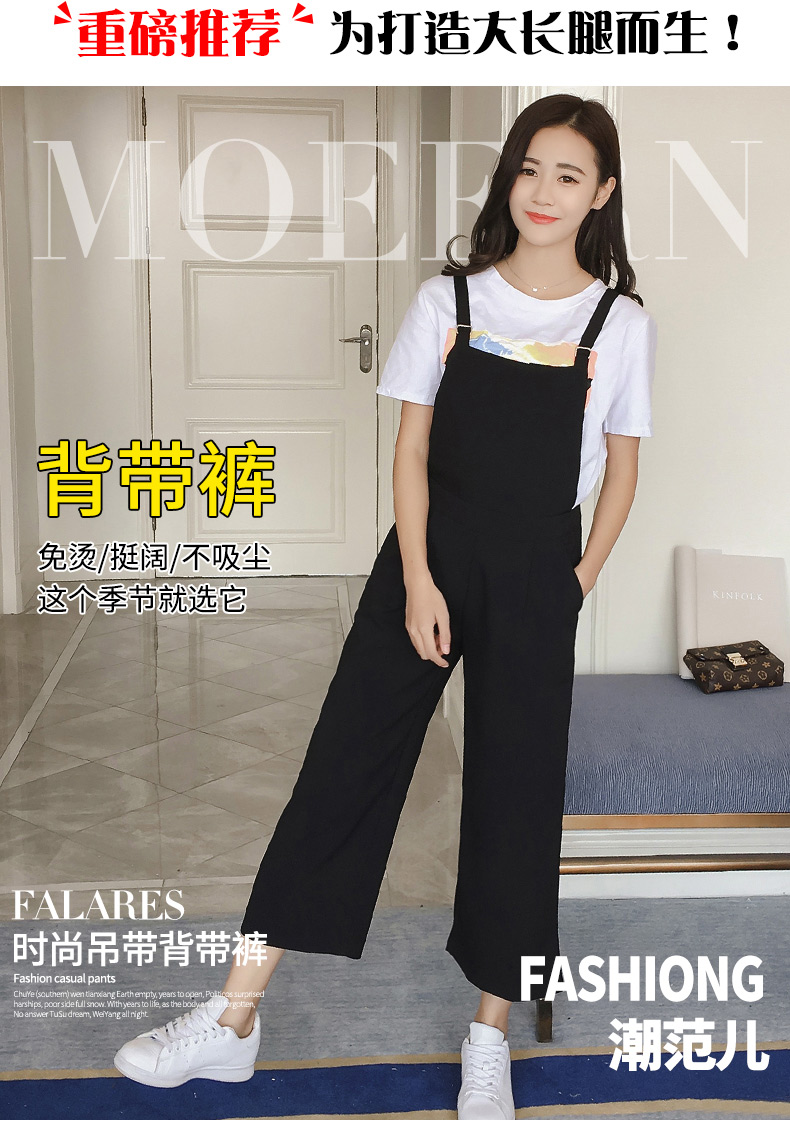 重磅推荐 为打造大长腿而生！
背带裤
免烫/挺阔/不吸尘
这个季节就选它
KINFOLK
FALARES
时尚吊带背带裤
Fashion casual pants
ChuYe (southern) wen tianxiang Earth empty, years to open, Politicos surprised
harships, poor side full snow. With years to life, as the body and all forgotten,
No answer TuSu dream, WeiYang all night.
FASHIONG
潮范儿